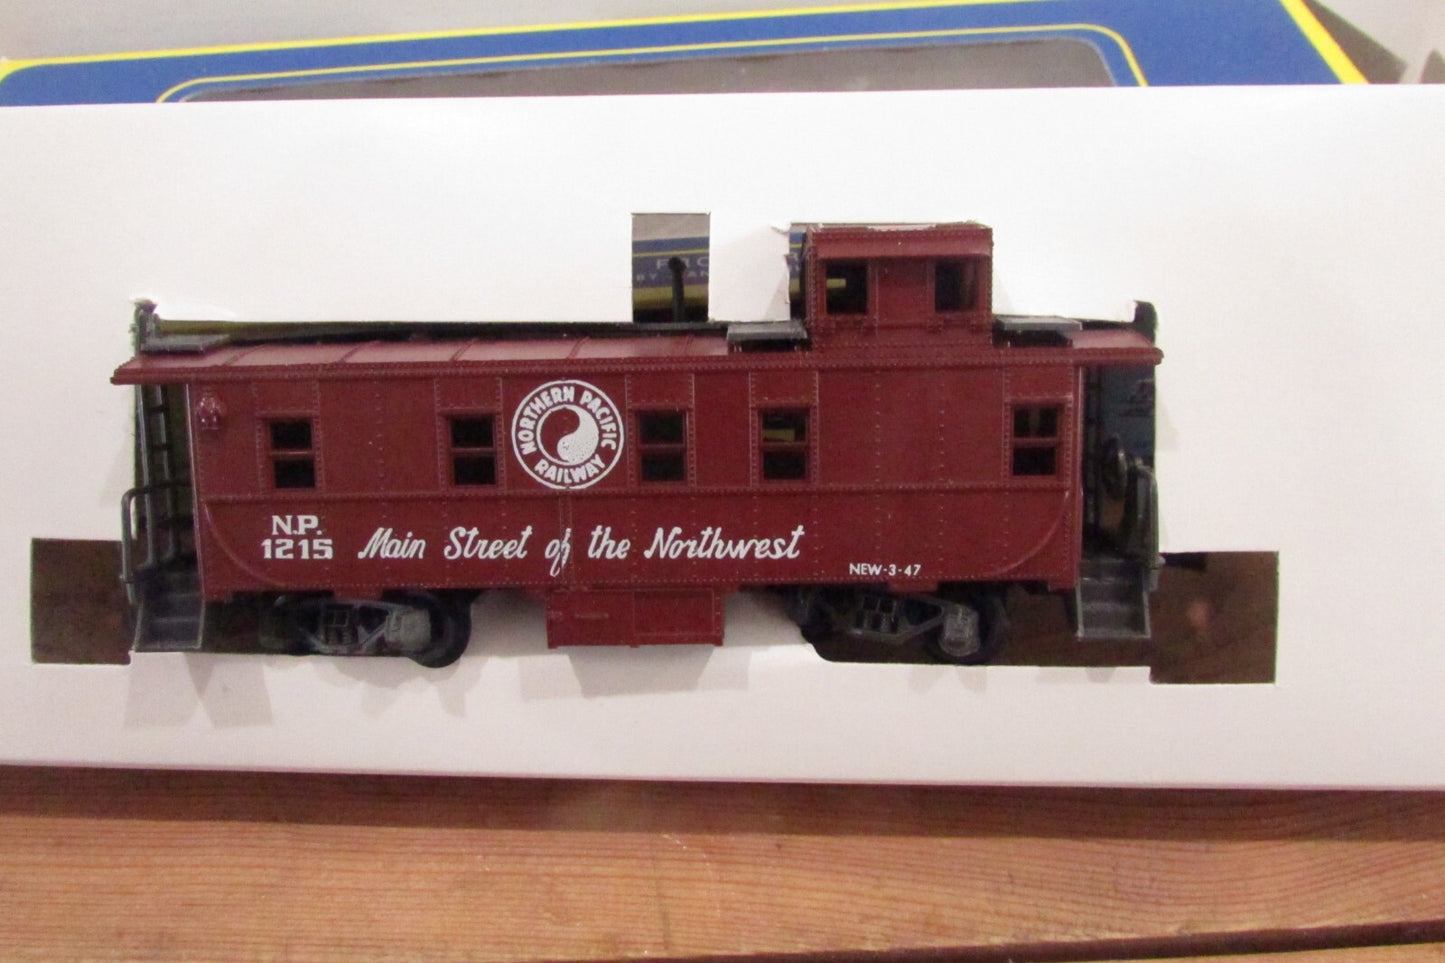 NORTHERN PACIFIC
RAILWAY
N.P.
1215
Main Street of the Northwest
NEW-3-47